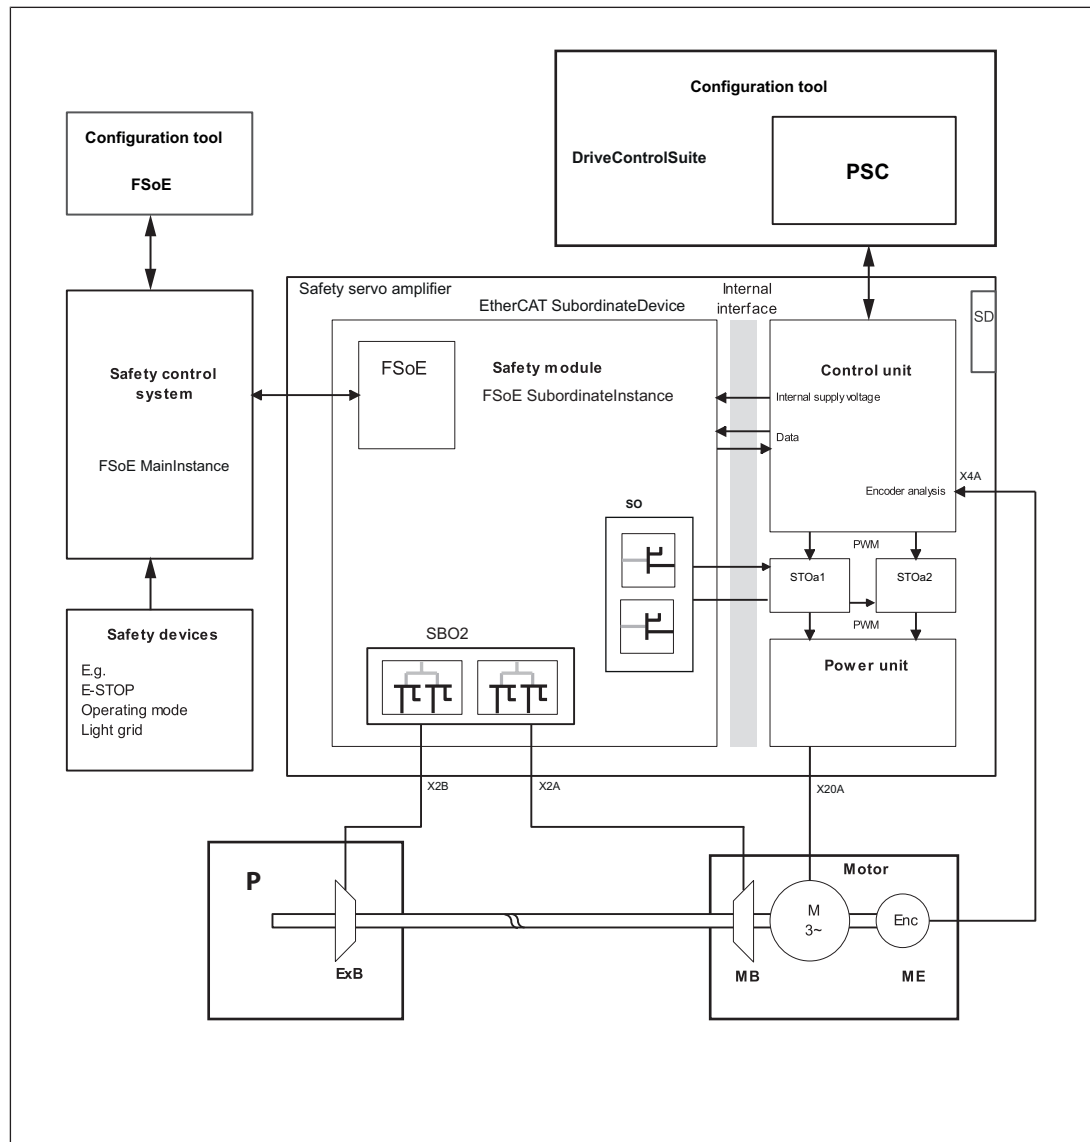 Configuration tool
DriveControlSuite
PSC
Configuration tool
FSoE
Safety servo amplifier
Internal
interface
EtherCAT SubordinateDevice
SD
FSoE
Safety module
FSoE SubordinateInstance
Control unit
Internal supply voltage
Data
X4A
Encoder analysis
Safety control
system
FSoE MainInstance
SO
PWM
STOa1
STOa2
PWM
Power unit
Safety devices
E.g.
E-STOP
Operating mode
Light grid
SBO2
X2B
X2A
X20A
P
ExB
Motor
M
3~
Enc
MB
ME